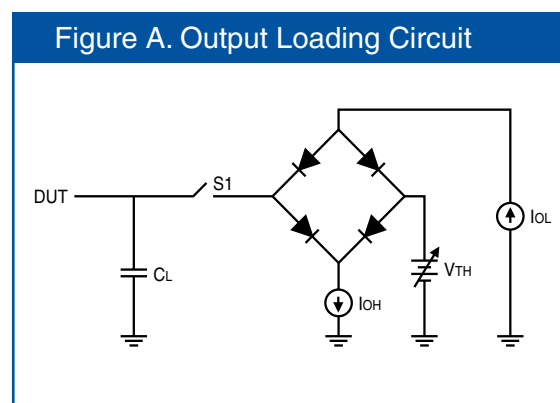 Figure A. Output Loading Circuit
DUT
S1
CL
IOH
VTH
IOL